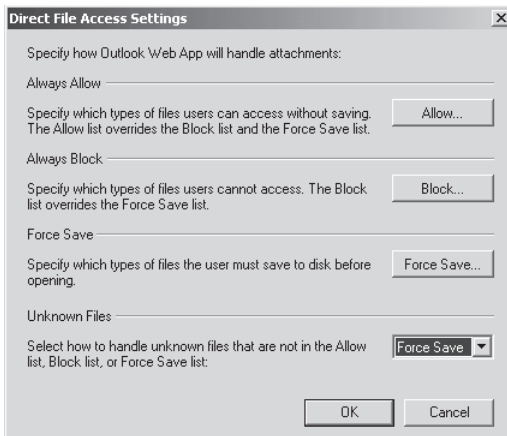 Direct File Access Settings
Specify how Outlook Web App will handle attachments:
Always Allow
Specify which types of files users can access without saving.
The Allow list overrides the Block list and the Force Save list.
Allow...
Always Block
Specify which types of files users cannot access. The Block
list overrides the Force Save list.
Block...
Force Save
Specify which types of files the user must save to disk before
opening.
Force Save...
Unknown Files
Select how to handle unknown files that are not in the Allow
list, Block list, or Force Save list:
Force Save
OK
Cancel